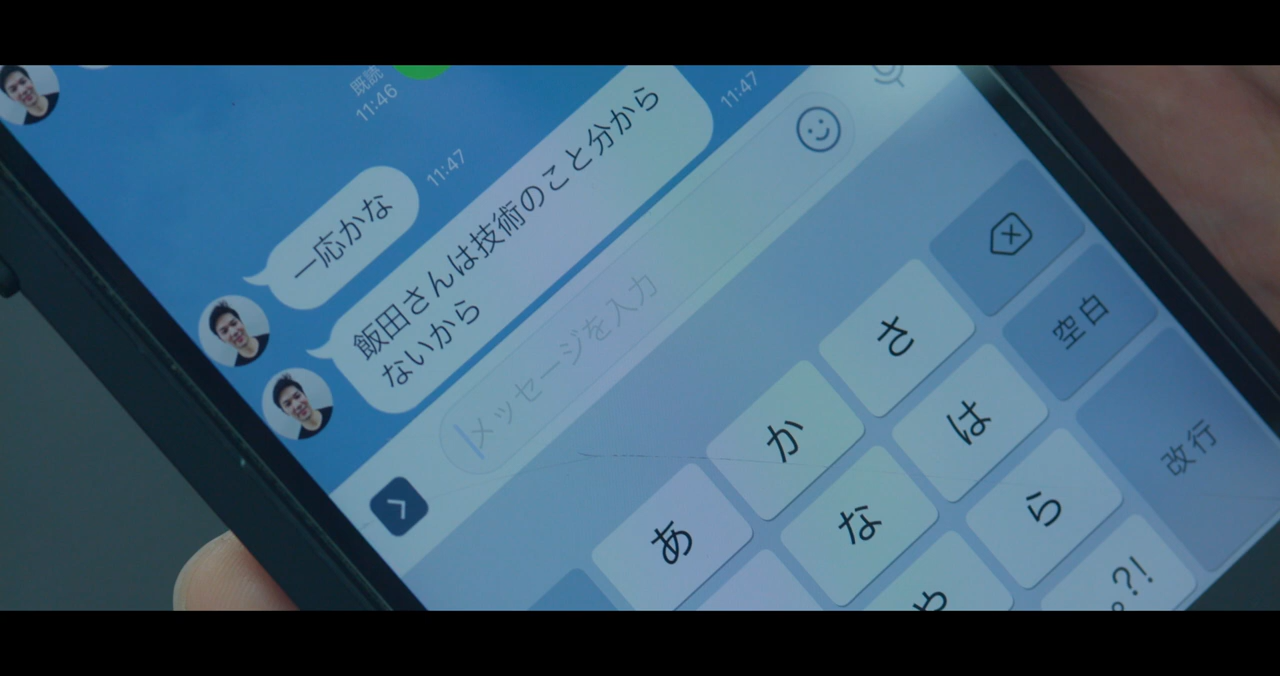 既読
11:46
一応かな
11:47
飯田さんは技術のこと分から
ないから
11:47
メッセージを入力
あ
か
さ
な
は
や
ら
。?!
空白
改行